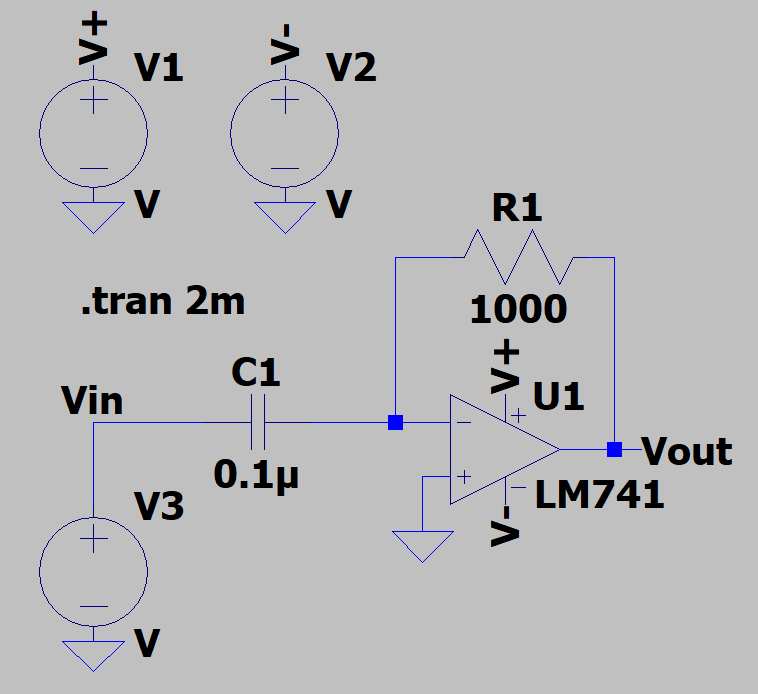 V+
V1
V
V-
V2
V
.tran 2m
R1
1000
C1
0.1µ
Vin
V3
V
V+
U1
LM741
V-
Vout